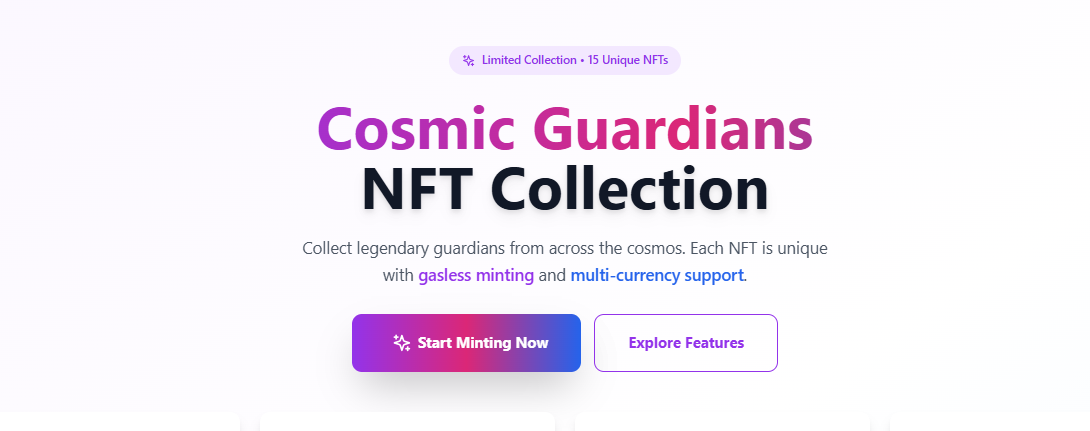 Limited Collection • 15 Unique NFTs
Cosmic Guardians
NFT Collection
Collect legendary guardians from across the cosmos. Each NFT is unique
with gasless minting and multi-currency support.
Start Minting Now
Explore Features